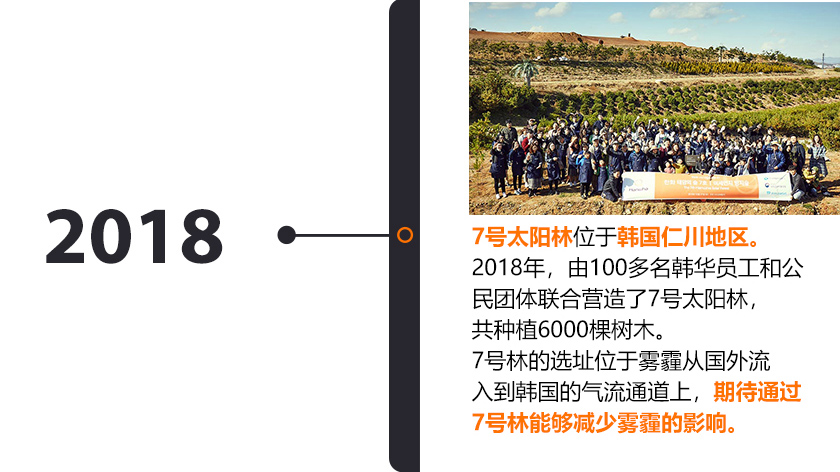 2018
7号太阳林位于韩国仁川地区。
2018年，由100多名韩华员工和公
民团体联合营造了7号太阳林，
共种植6000棵树木。
7号林的选址位于雾霾从国外流
入到韩国的气流通道上，期待通过
7号林能够减少雾霾的影响。